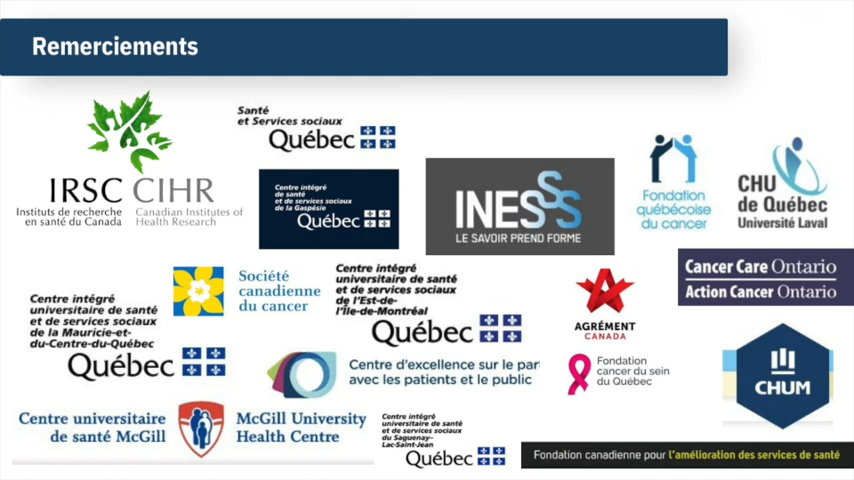 Remerciements
IRSC CIHR
Instituts de recherche
en santé du Canada
Canadian Institutes of
Health Research
Santé
et Services sociaux
Québec
Centre intégré
de santé
et de services sociaux
de la Gaspésie
Québec
INESSS
LE SAVOIR PREND FORME
Fondation
québécoise
du cancer
CHU
de Québec
Université Laval
Cancer Care Ontario
Action Cancer Ontario
Centre intégré
universitaire de santé
et de services sociaux
de la Mauricie-et-
du-Centre-du-Québec
Québec
Société
canadienne
du cancer
Centre intégré
universitaire de santé
et de services sociaux
de l'Est-de-
l'Île-de-Montréal
Québec
AGRÉMENT
CANADA
Centre d'excellence sur le par
avec les patients et le public
Fondation
cancer du sein
du Québec
CHUM
Centre universitaire
de santé McGill
McGill University
Health Centre
Centre intégré
universitaire de santé
et de services sociaux
du Saguenay–
Lac-Saint-Jean
Québec
Fondation canadienne pour l'amélioration des services de santé